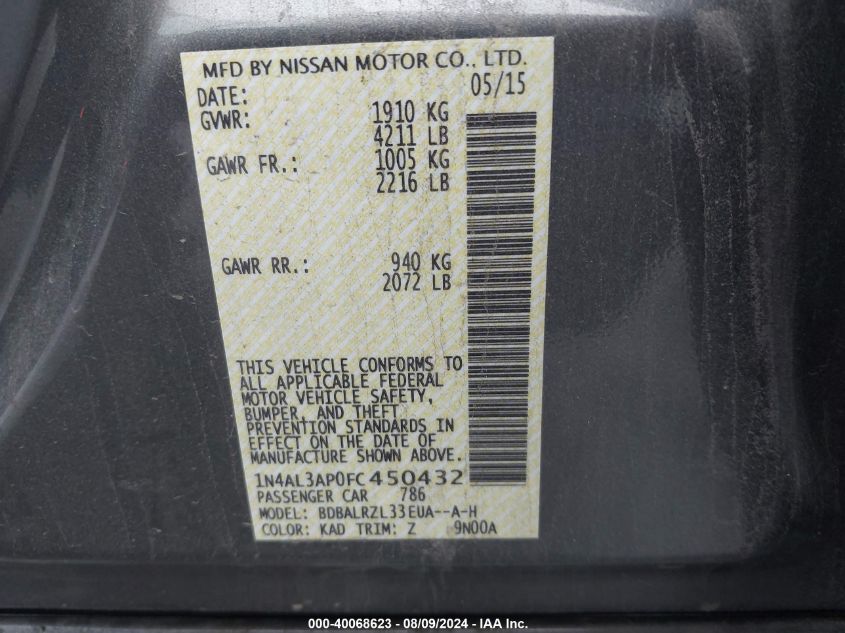 MFD BY NISSAN MOTOR CO., LTD.
DATE: 05/15
GVWR: 1910 KG
4211 LB
GAWR FR.: 1005 KG
2216 LB
GAWR RR.: 940 KG
2072 LB
THIS VEHICLE CONFORMS TO
ALL APPLICABLE FEDERAL
MOTOR VEHICLE SAFETY,
BUMPER, AND THEFT
PREVENTION STANDARDS IN
EFFECT ON THE DATE OF
MANUFACTURE SHOWN ABOVE.
1N4AL3AP0FC450432
PASSENGER CAR 786
MODEL: BDBALRZL33EUA--A-H
COLOR: KAD TRIM: Z 9N00A
000-40068623 - 08/09/2024 - IAA Inc.